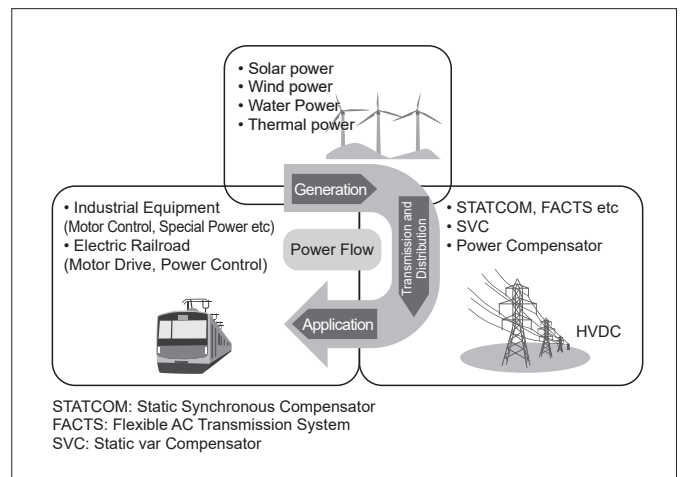 • Solar power
• Wind power
• Water Power
• Thermal power
Generation
• Industrial Equipment
(Motor Control, Special Power etc)
• Electric Railroad
(Motor Drive, Power Control)
Power Flow
Transmission and
Distribution
• STATCOM, FACTS etc
• SVC
• Power Compensator
Application
HVDC
STATCOM: Static Synchronous Compensator
FACTS: Flexible AC Transmission System
SVC: Static var Compensator